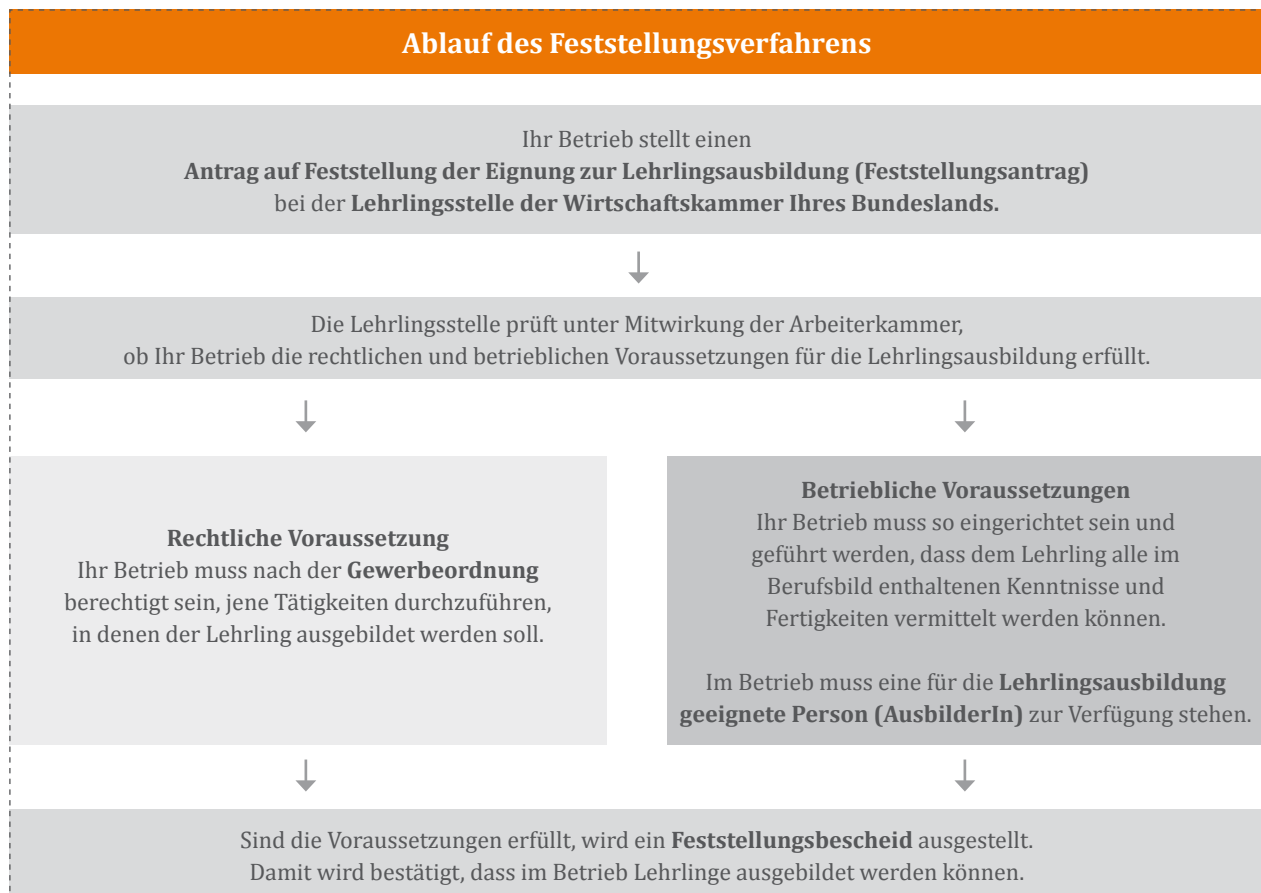 Ablauf des Feststellungsverfahrens
Ihr Betrieb stellt einen
Antrag auf Feststellung der Eignung zur Lehrlingsausbildung (Feststellungsantrag)
bei der Lehrlingsstelle der Wirtschaftskammer Ihres Bundeslands.
Die Lehrlingsstelle prüft unter Mitwirkung der Arbeiterkammer,
ob Ihr Betrieb die rechtlichen und betrieblichen Voraussetzungen für die Lehrlingsausbildung erfüllt.
Rechtliche Voraussetzung
Ihr Betrieb muss nach der Gewerbeordnung
berechtigt sein, jene Tätigkeiten durchzuführen,
in denen der Lehrling ausgebildet werden soll.
Betriebliche Voraussetzungen
Ihr Betrieb muss so eingerichtet sein und
geführt werden, dass dem Lehrling alle im
Berufsbild enthaltenen Kenntnisse und
Fertigkeiten vermittelt werden können.
Im Betrieb muss eine für die Lehrlingsausbildung
geeignete Person (AusbilderIn) zur Verfügung stehen.
Sind die Voraussetzungen erfüllt, wird ein Feststellungsbescheid ausgestellt.
Damit wird bestätigt, dass im Betrieb Lehrlinge ausgebildet werden können.